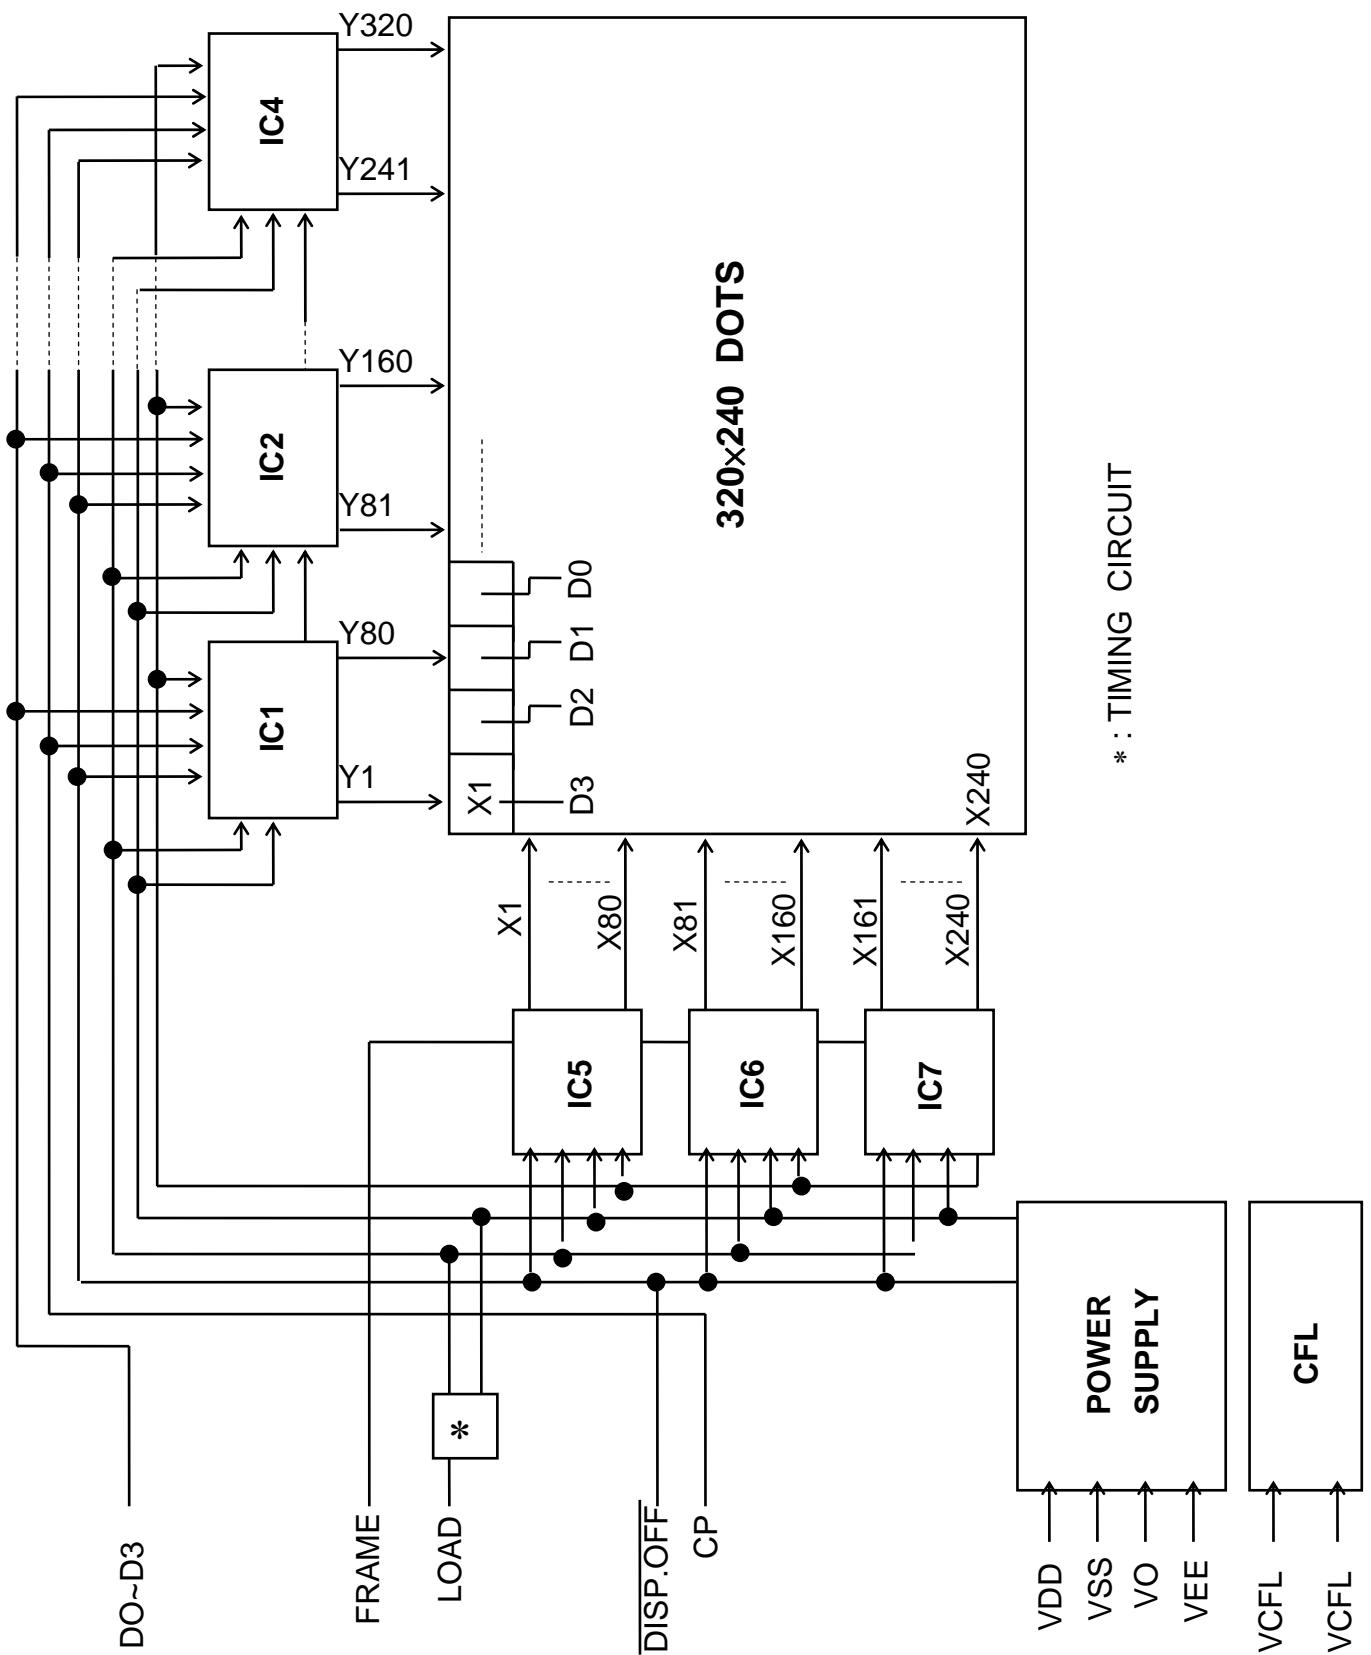 Y320
IC4
Y241
Y160
IC2
Y81
Y80
IC1
Y1
320x240 DOTS
D0
D1
D2
D3
X1
X240
* : TIMING CIRCUIT
X1
X80
X81
X160
X161
X240
IC5
IC6
IC7
*
POWER
SUPPLY
CFL
DO~D3
FRAME
LOAD
DISP.OFF
CP
VDD
VSS
VO
VEE
VCFL
VCFL